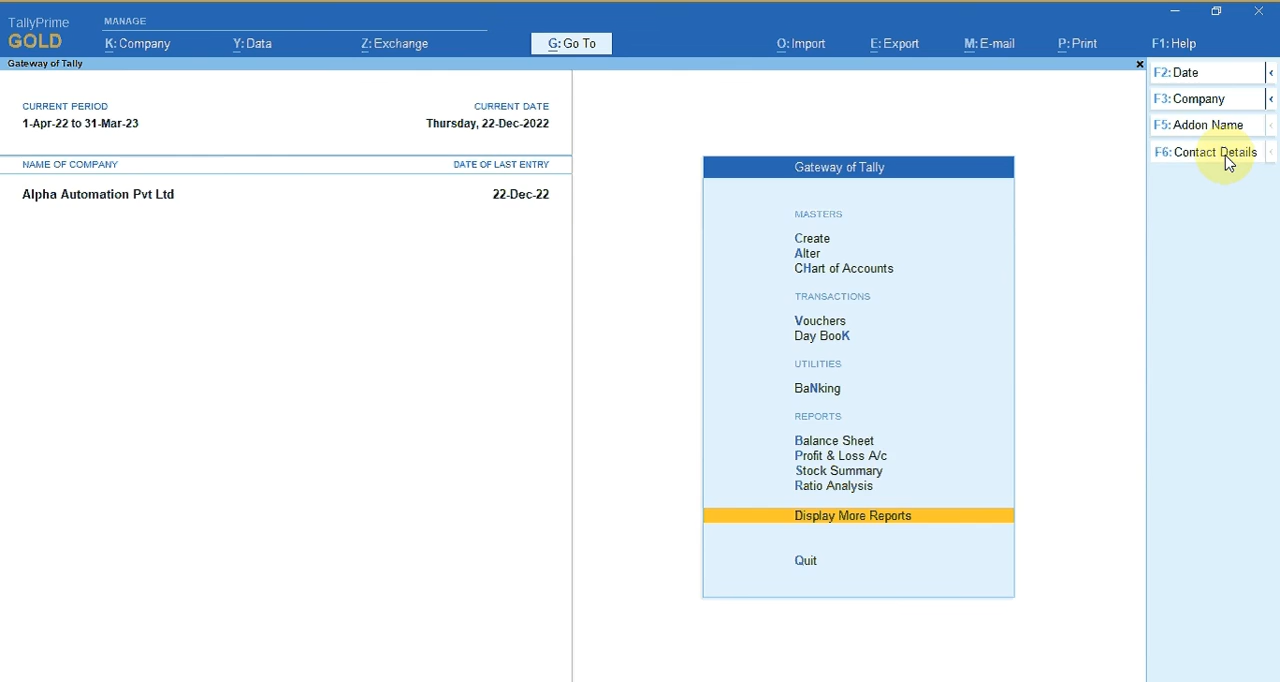 TallyPrime
GOLD
MANAGE
K: Company
Y: Data
Z: Exchange
G: Go To
O: Import
E: Export
M: E-mail
P: Print
F1: Help
Gateway of Tally
CURRENT PERIOD
CURRENT DATE
1-Apr-22 to 31-Mar-23
Thursday, 22-Dec-2022
NAME OF COMPANY
DATE OF LAST ENTRY
Alpha Automation Pvt Ltd
22-Dec-22
Gateway of Tally
MASTERS
Create
Alter
CHart of Accounts
TRANSACTIONS
Vouchers
Day BooK
UTILITIES
BaNking
REPORTS
Balance Sheet
Profit & Loss A/c
Stock Summary
Ratio Analysis
Display More Reports
Quit
F2: Date
F3: Company
F5: Addon Name
F6: Contact Details